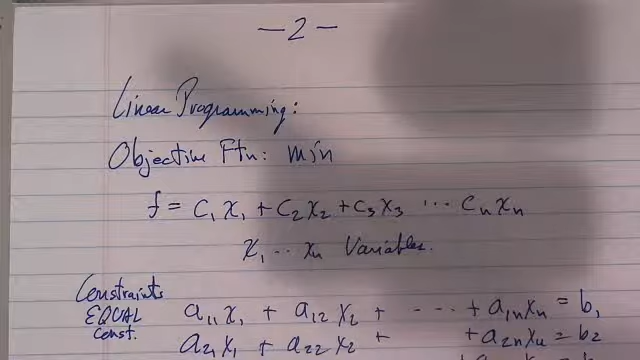 -2-
Linear Programming:
Objective Ftn: min
f = C₁X₁ + C₂X₂ + C₃X₃ ... CₙXₙ
X₁ ... Xₙ Variables.
Constraints
EQUAL
Const.
a₁₁X₁ + a₁₂X₂ + ... + a₁ₙXₙ = b₁
a₂₁X₁ + a₂₂X₂ + + a₂ₙXₙ = b₂